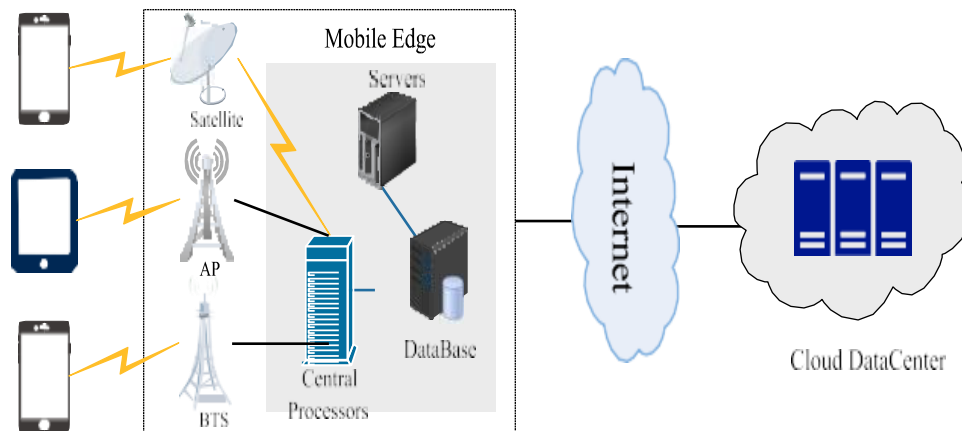 Mobile Edge
Servers
Satellite
AP
BTS
Central
Processors
DataBase
Internet
Cloud DataCenter